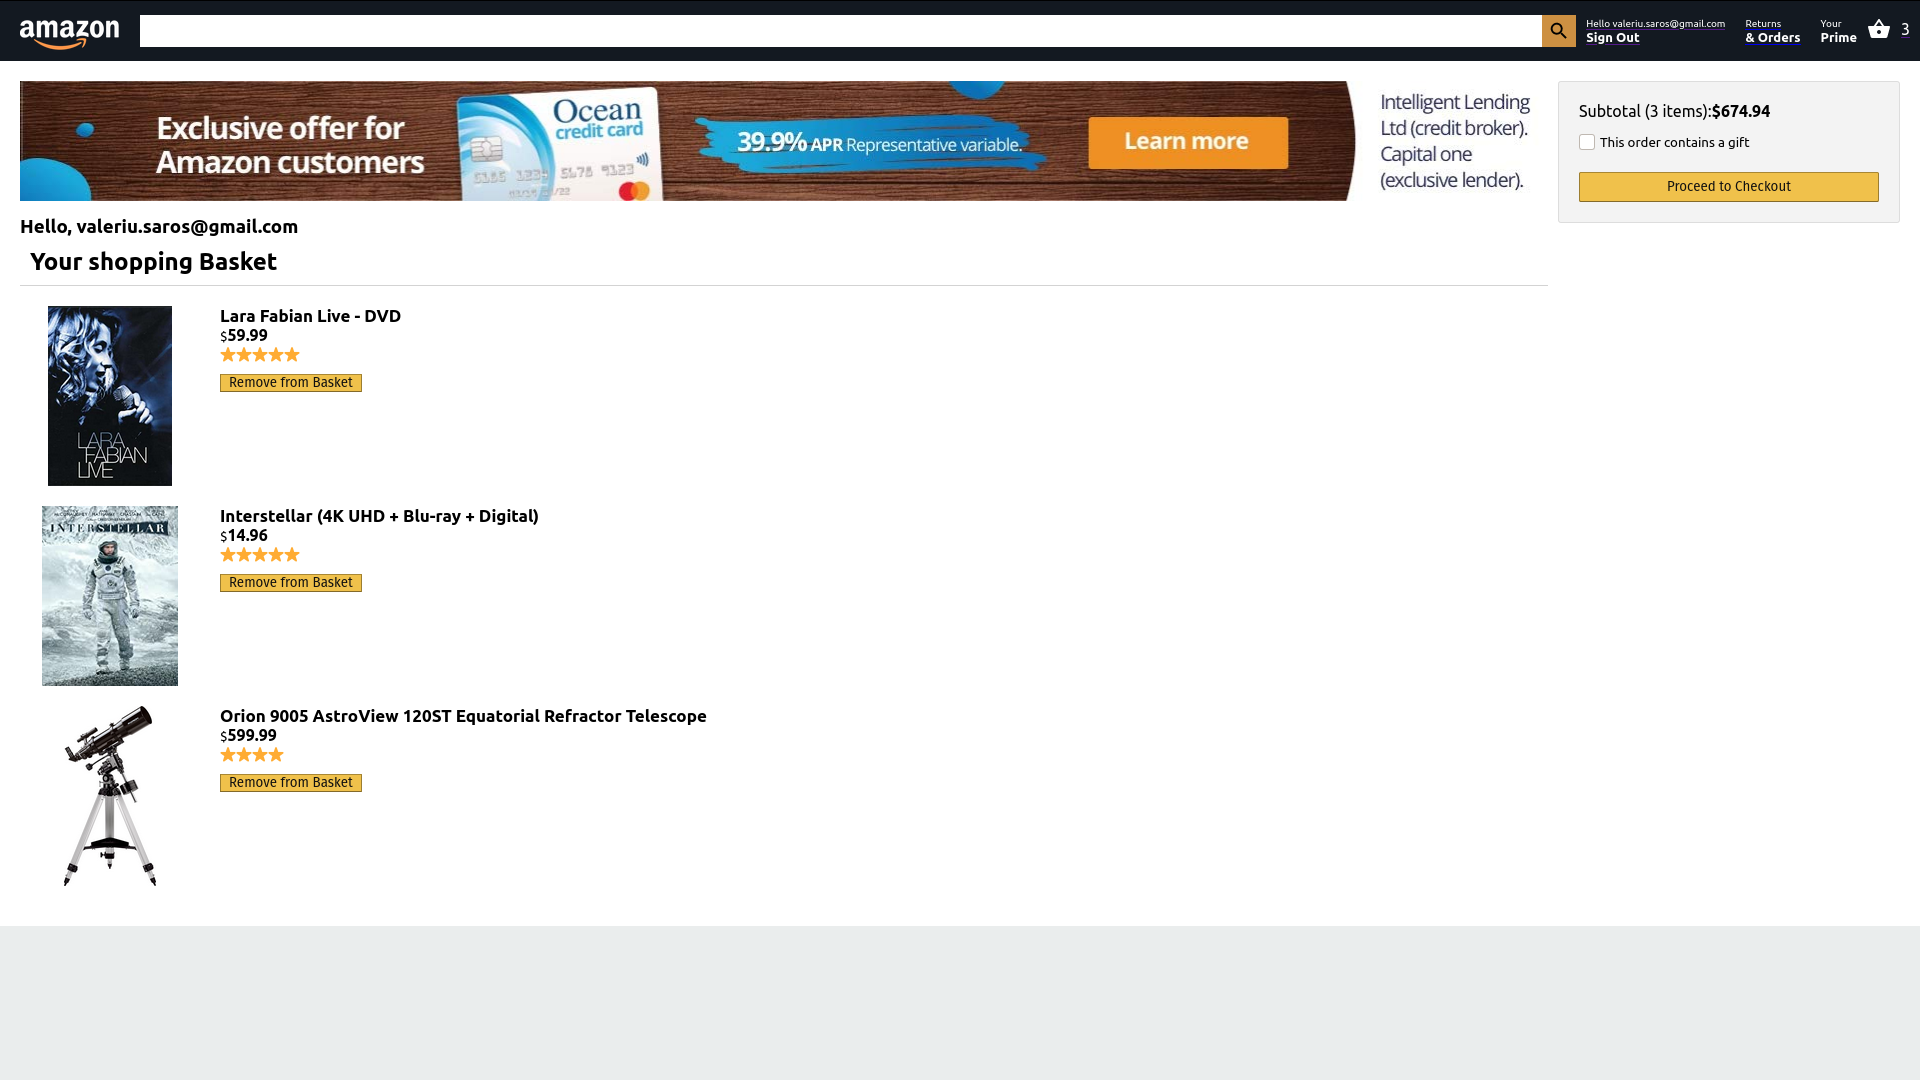 amazon
Hello valeriu.saros@gmail.com
Sign Out
Returns
& Orders
Your
Prime
3
Exclusive offer for
Amazon customers
Ocean
credit card
39.9% APR Representative variable.
Learn more
Intelligent Lending
Ltd (credit broker).
Capital one
(exclusive lender).
Subtotal (3 items):$674.94
This order contains a gift
Proceed to Checkout
Hello, valeriu.saros@gmail.com
Your shopping Basket
Lara Fabian Live - DVD
$59.99
Remove from Basket
LARA
FABIAN
LIVE
Interstellar (4K UHD + Blu-ray + Digital)
$14.96
Remove from Basket
INTERSTELLAR
Orion 9005 AstroView 120ST Equatorial Refractor Telescope
$599.99
Remove from Basket